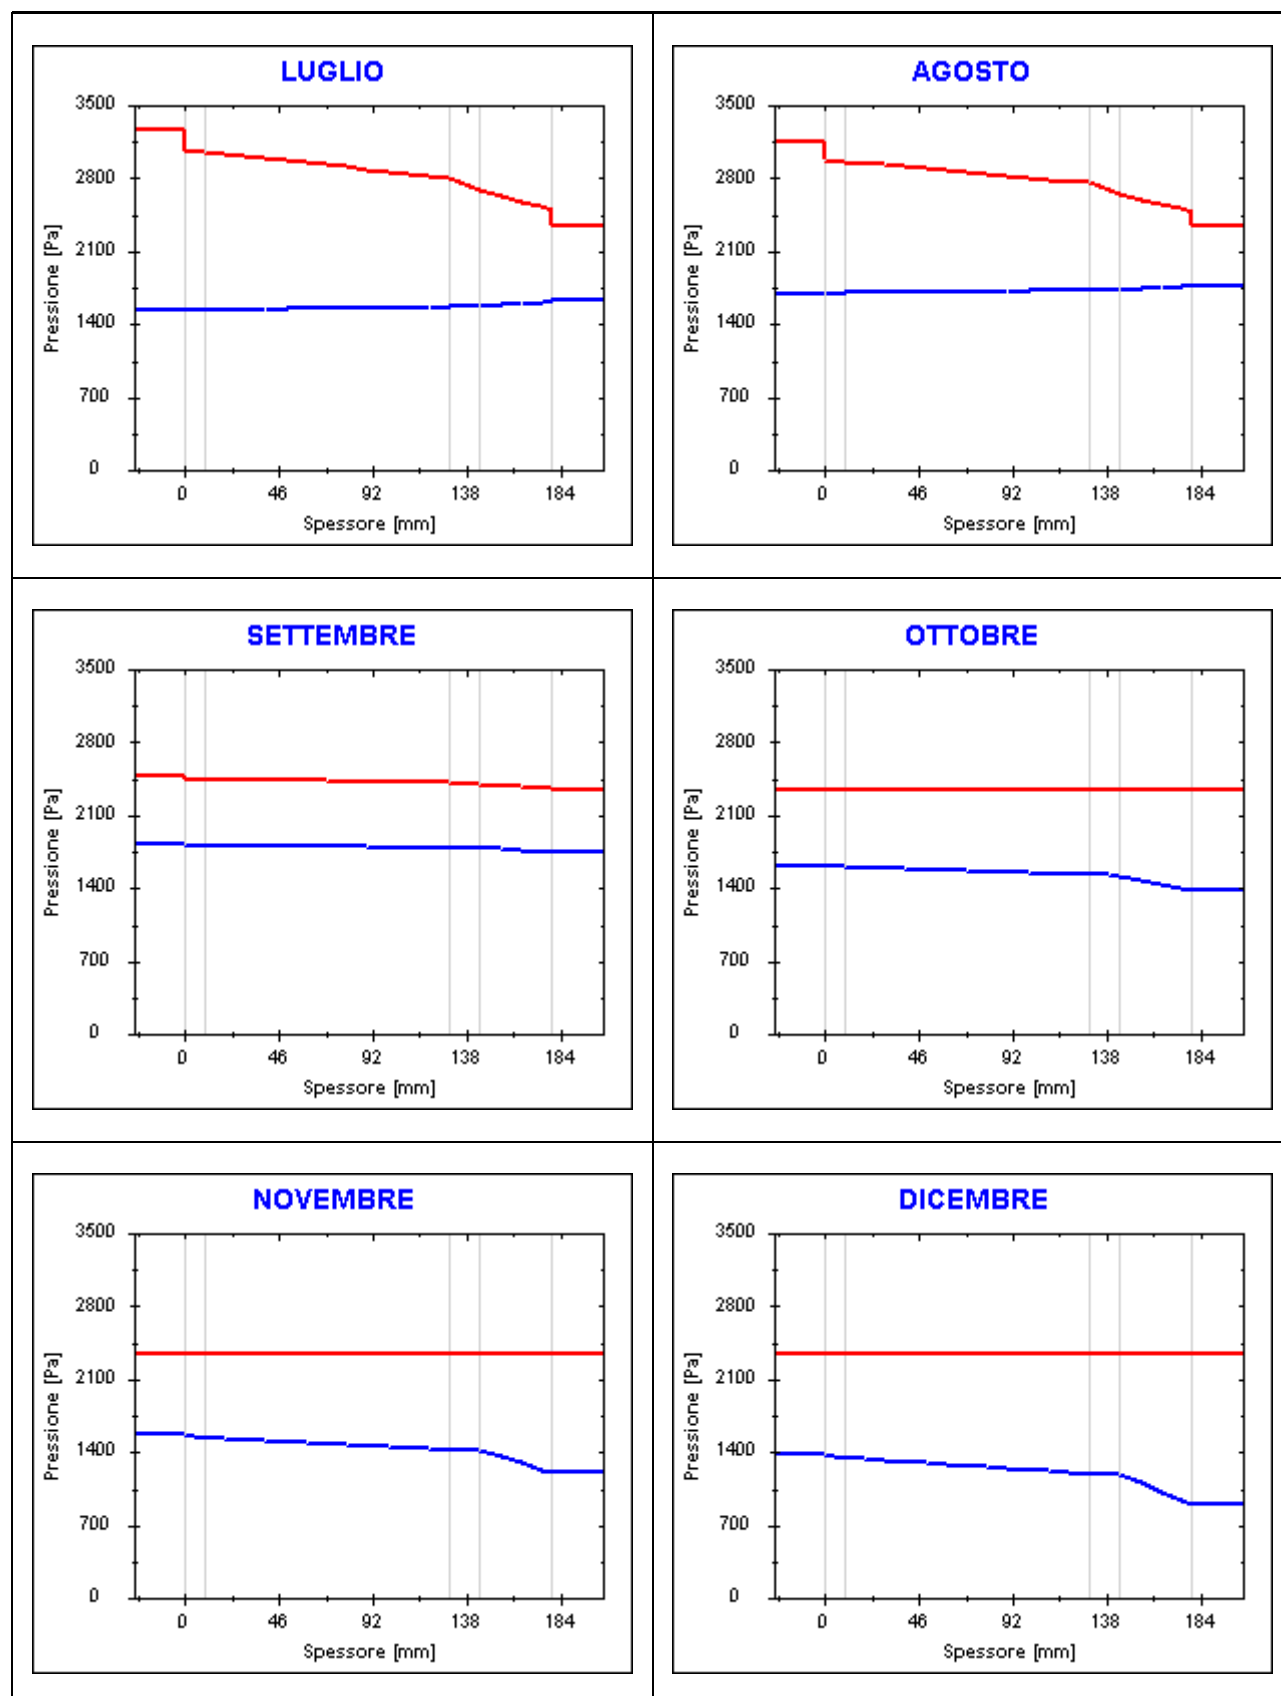 LUGLIO
3500
2800
2100
1400
700
0
Pressione [Pa]
0 46 92 138 184
Spessore [mm]
AGOSTO
3500
2800
2100
1400
700
0
Pressione [Pa]
0 46 92 138 184
Spessore [mm]
SETTEMBRE
3500
2800
2100
1400
700
0
Pressione [Pa]
0 46 92 138 184
Spessore [mm]
OTTOBRE
3500
2800
2100
1400
700
0
Pressione [Pa]
0 46 92 138 184
Spessore [mm]
NOVEMBRE
3500
2800
2100
1400
700
0
Pressione [Pa]
0 46 92 138 184
Spessore [mm]
DICEMBRE
3500
2800
2100
1400
700
0
Pressione [Pa]
0 46 92 138 184
Spessore [mm]